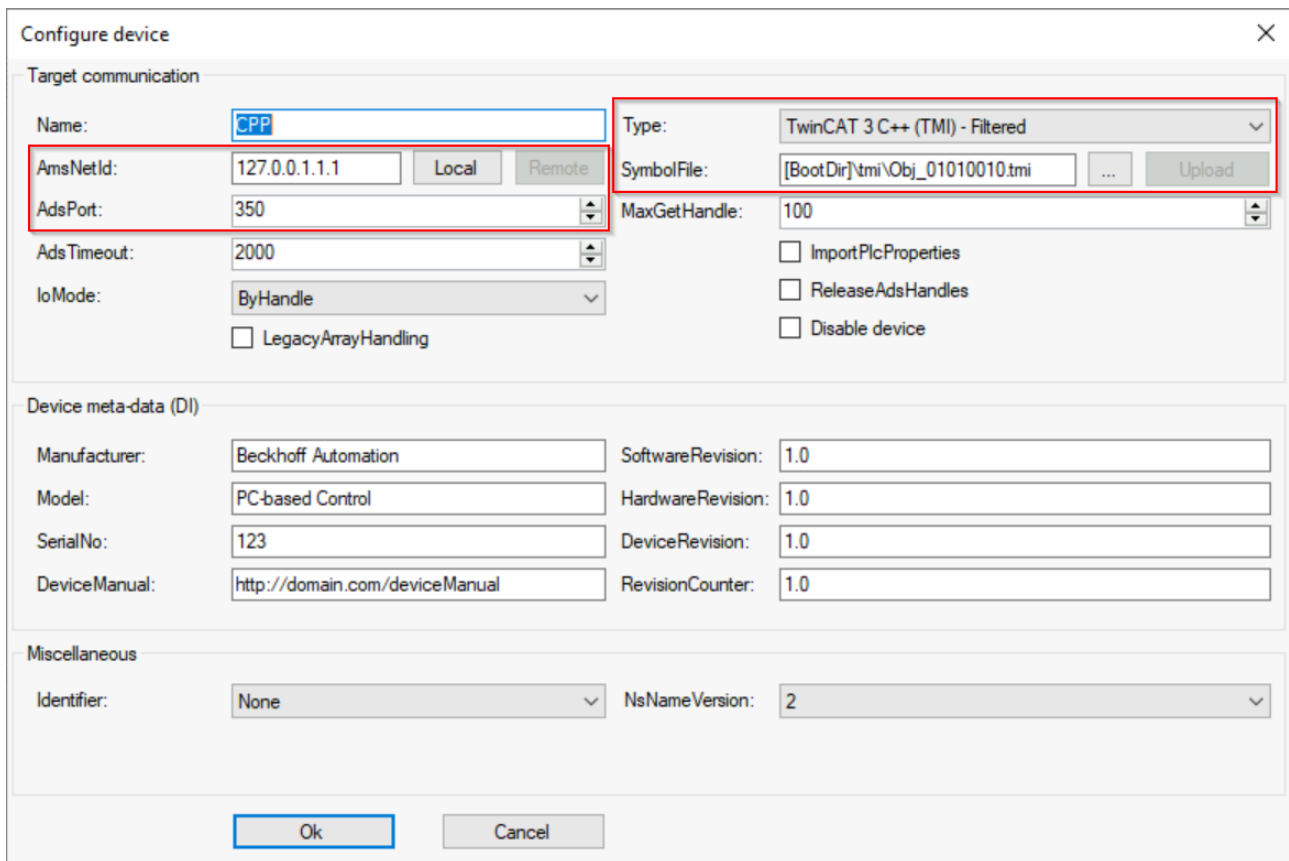 Configure device
Target communication
Name: CPP Type: TwinCAT 3 C++ (TMI) - Filtered
AmsNetId: 127.0.0.1.1.1 Local Remote SymbolFile: [BootDir]\tmi\Obj_01010010.tmi ... Upload
AdsPort: 350 MaxGetHandle: 100
AdsTimeout: 2000 ImportPlcProperties
IoMode: ByHandle ReleaseAdsHandles
LegacyArrayHandling Disable device
Device meta-data (DI)
Manufacturer: Beckhoff Automation SoftwareRevision: 1.0
Model: PC-based Control HardwareRevision: 1.0
SerialNo: 123 DeviceRevision: 1.0
DeviceManual: http://domain.com/deviceManual RevisionCounter: 1.0
Miscellaneous
Identifier: None NsNameVersion: 2
Ok Cancel